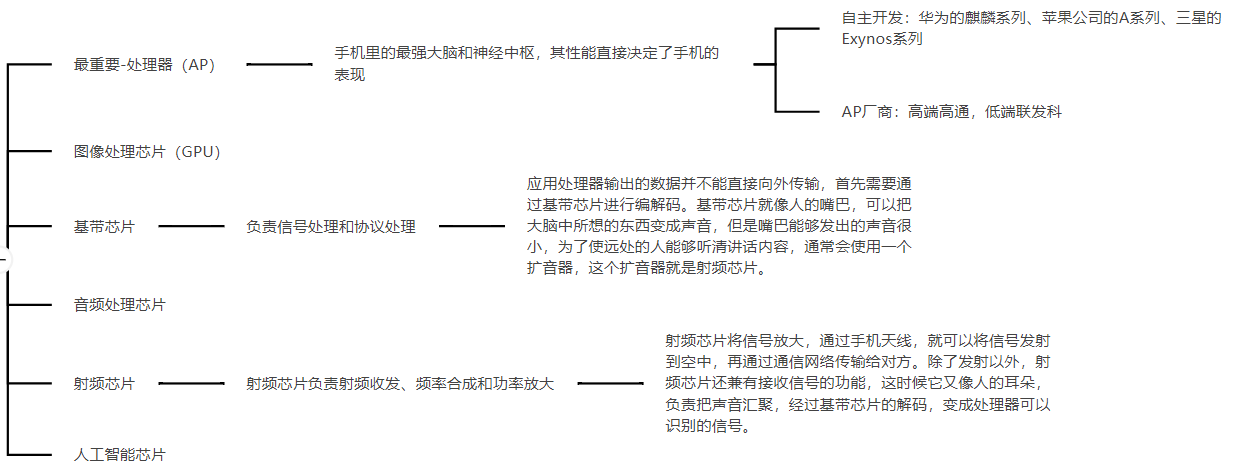 自主开发：华为的麒麟系列、苹果公司的A系列、三星的
Exynos系列
最重要-处理器（AP）
手机里的最强大脑和神经中枢，其性能直接决定了手机的
表现
AP厂商：高端高通，低端联发科
图像处理芯片（GPU）
基带芯片
负责信号处理和协议处理
应用处理器输出的数据并不能直接向外传输，首先需要通
过基带芯片进行编解码。基带芯片就像人的嘴巴，可以把
大脑中所想的东西变成声音，但是嘴巴能够发出的声音很
小，为了使远处的人能够听清讲话内容，通常会使用一个
扩音器，这个扩音器就是射频芯片。
音频处理芯片
射频芯片
射频芯片负责射频收发、频率合成和功率放大
射频芯片将信号放大，通过手机天线，就可以将信号发射
到空中，再通过通信网络传输给对方。除了发射以外，射
频芯片还兼有接收信号的功能，这时候它又像人的耳朵，
负责把声音汇聚，经过基带芯片的解码，变成处理器可以
识别的信号。
人工智能芯片